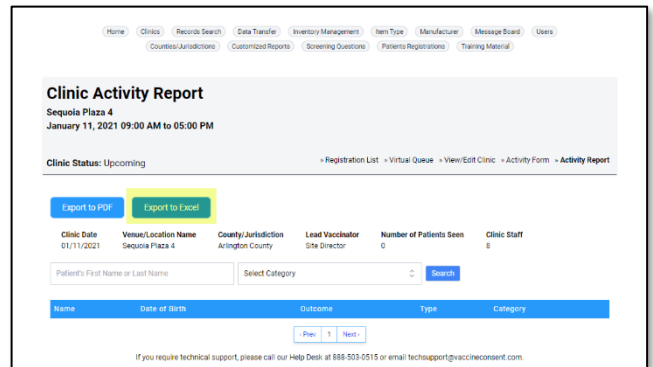 Home Clinics Records Search Data Transfer Inventory Management Item Type Manufacturer Message Board Users
Counties/Jurisdictions Customized Reports Screening Questions Patients Registrations Training Material
Clinic Activity Report
Sequoia Plaza 4
January 11, 2021 09:00 AM to 05:00 PM
Clinic Status: Upcoming
» Registration List » Virtual Queue » View/Edit Clinic » Activity Form » Activity Report
Export to PDF Export to Excel
Clinic Date Venue/Location Name County/Jurisdiction Lead Vaccinator Number of Patients Seen Clinic Staff
01/11/2021 Sequoia Plaza 4 Arlington County Site Director 0 8
Patient's First Name or Last Name Select Category Search
Name Date of Birth Outcome Type Category
‹ Prev 1 Next ›
If you require technical support, please call our Help Desk at 888-503-0515 or email techsupport@vaccineconsent.com.